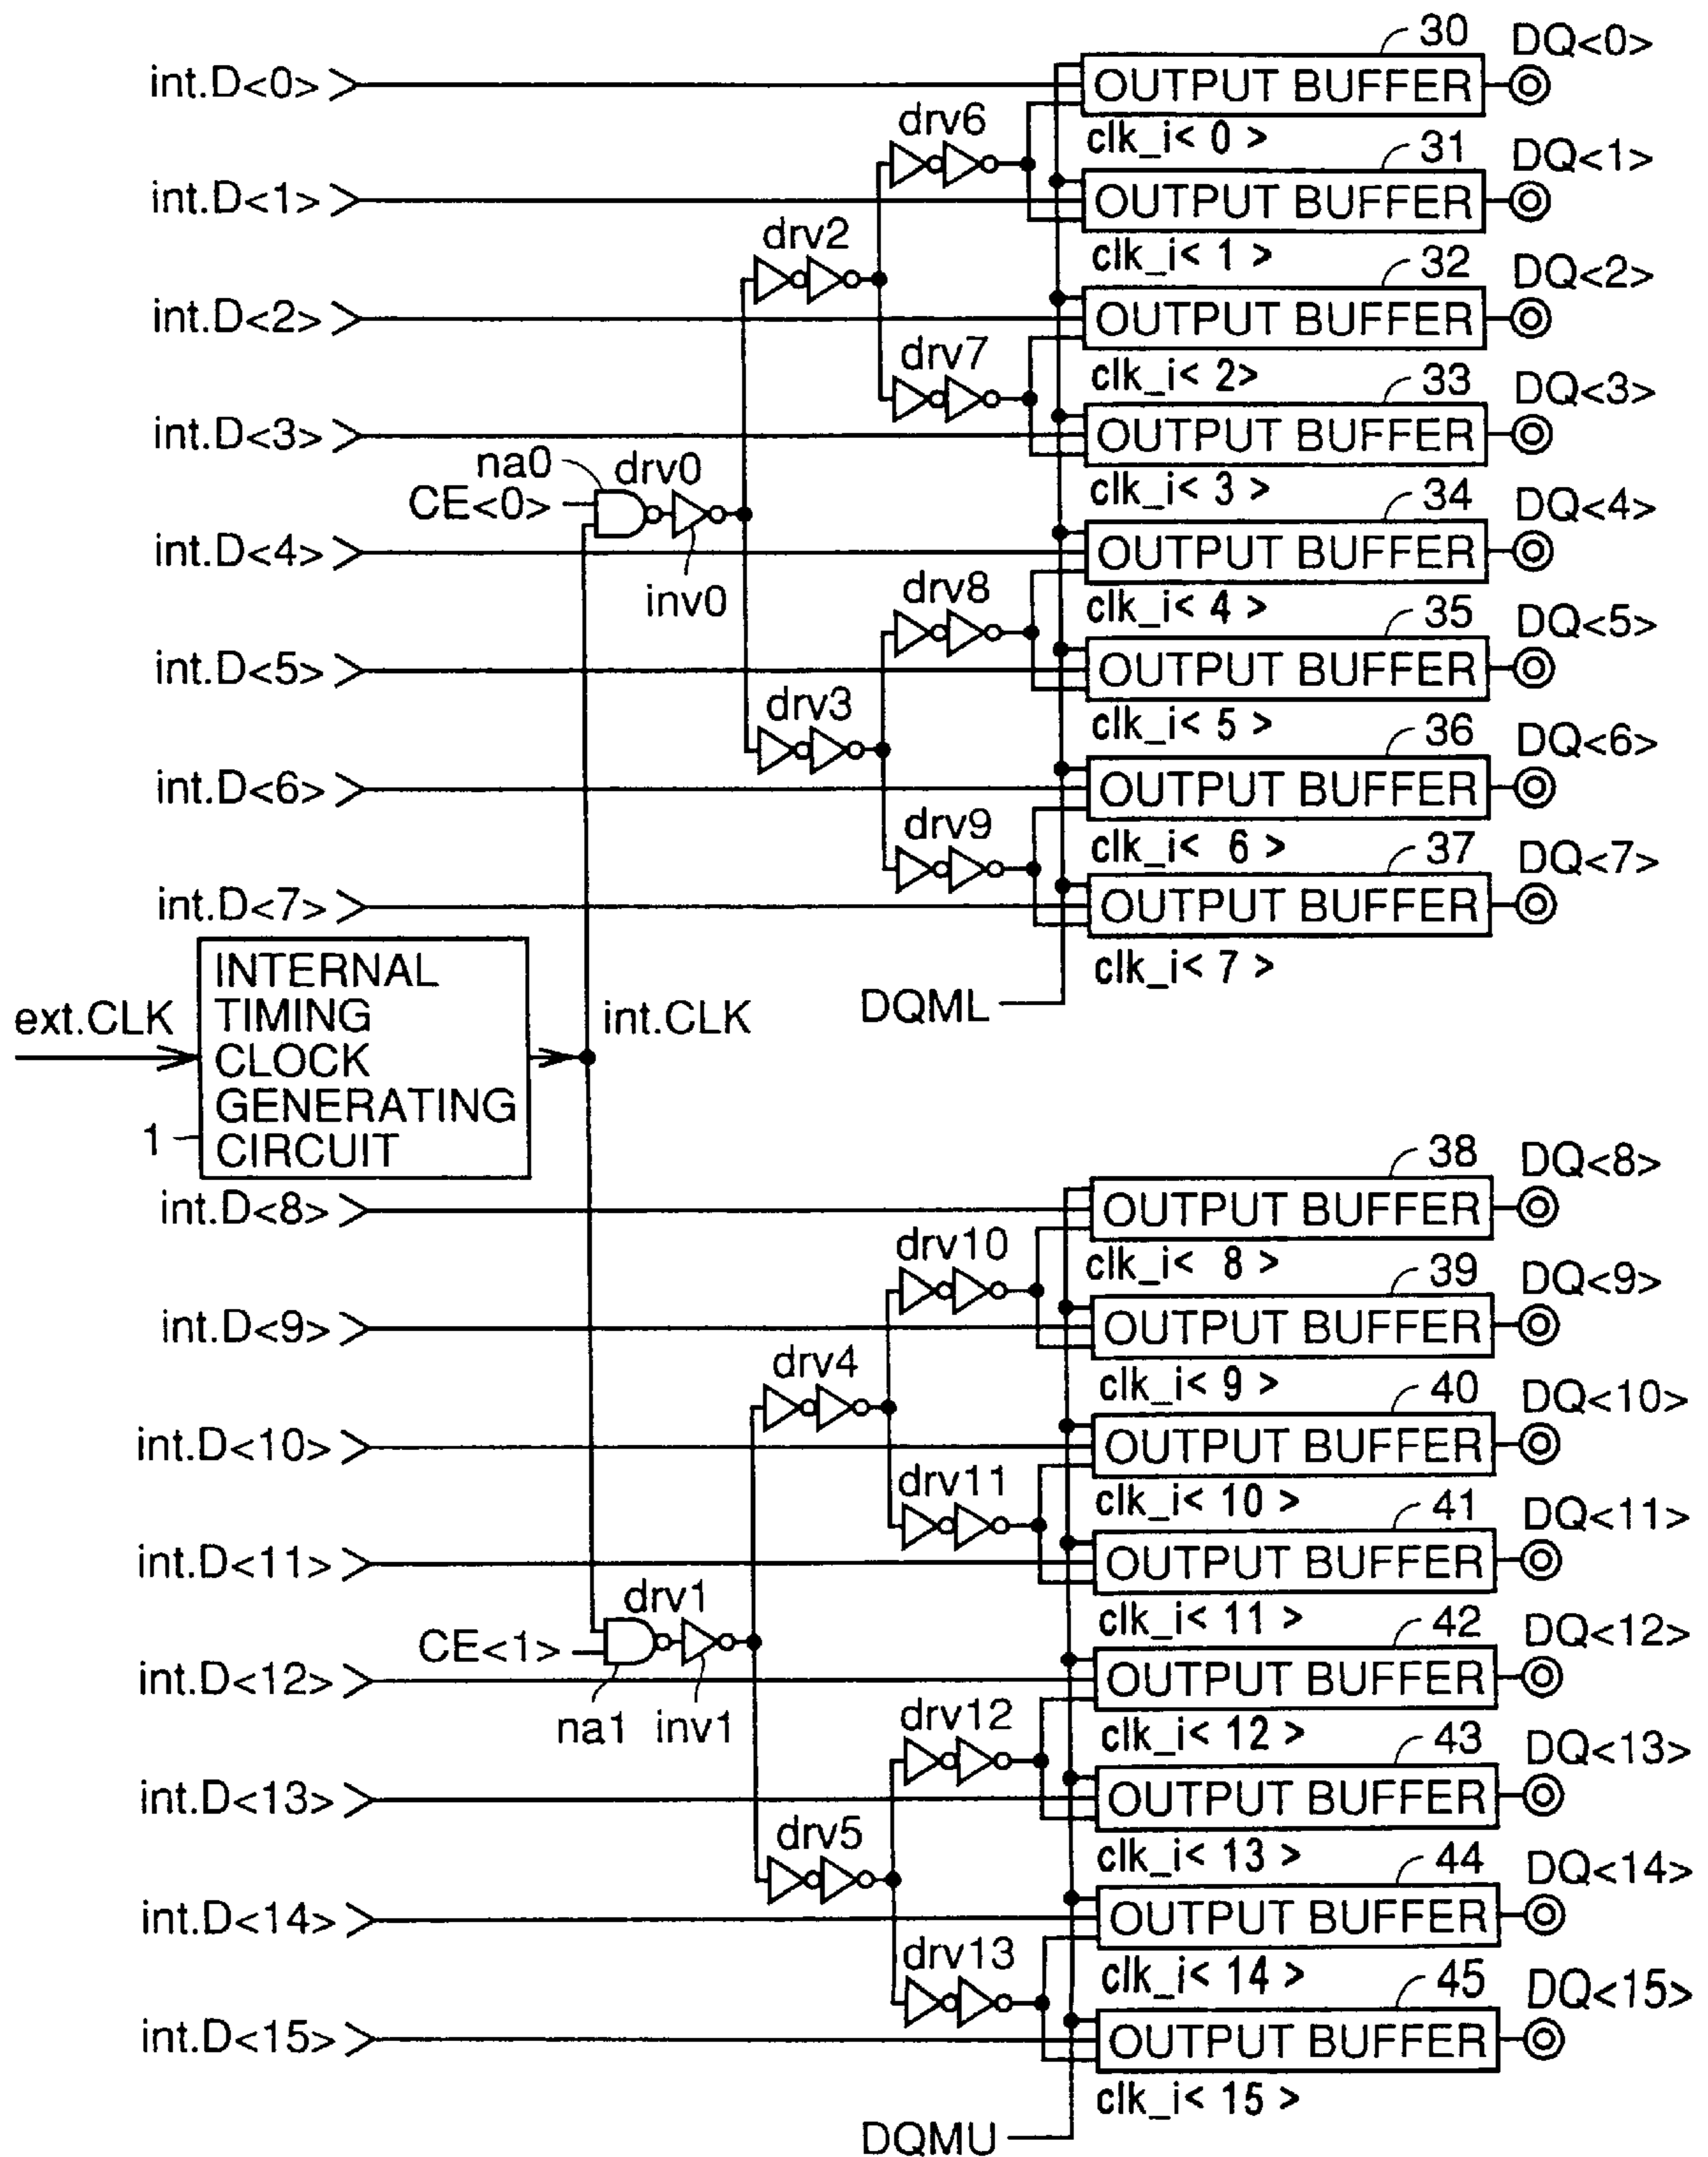 30 DQ<0>
int.D<0> OUTPUT BUFFER
drv6 clk_i< 0 >
31 DQ<1>
int.D<1> OUTPUT BUFFER
drv2 clk_i< 1 >
32 DQ<2>
int.D<2> OUTPUT BUFFER
drv7 clk_i< 2>
33 DQ<3>
int.D<3> OUTPUT BUFFER
na0 drv0
CE<0> clk_i< 3 >
34 DQ<4>
int.D<4> OUTPUT BUFFER
inv0 drv8 clk_i< 4 >
35 DQ<5>
int.D<5> OUTPUT BUFFER
drv3 clk_i< 5 >
36 DQ<6>
int.D<6> OUTPUT BUFFER
drv9 clk_i< 6 >
37 DQ<7>
int.D<7> OUTPUT BUFFER
clk_i< 7 >
DQML
ext.CLK
INTERNAL
TIMING
CLOCK
GENERATING
CIRCUIT
1
int.CLK
38 DQ<8>
int.D<8> OUTPUT BUFFER
drv10 clk_i< 8 >
39 DQ<9>
int.D<9> OUTPUT BUFFER
drv4 clk_i< 9 >
40 DQ<10>
int.D<10> OUTPUT BUFFER
drv11 clk_i< 10 >
41 DQ<11>
int.D<11> OUTPUT BUFFER
drv1 clk_i< 11 >
CE<1>
42 DQ<12>
int.D<12> OUTPUT BUFFER
na1 inv1 drv12 clk_i< 12 >
43 DQ<13>
int.D<13> OUTPUT BUFFER
drv5 clk_i< 13 >
44 DQ<14>
int.D<14> OUTPUT BUFFER
drv13 clk_i< 14 >
45 DQ<15>
int.D<15> OUTPUT BUFFER
clk_i< 15 >
DQMU